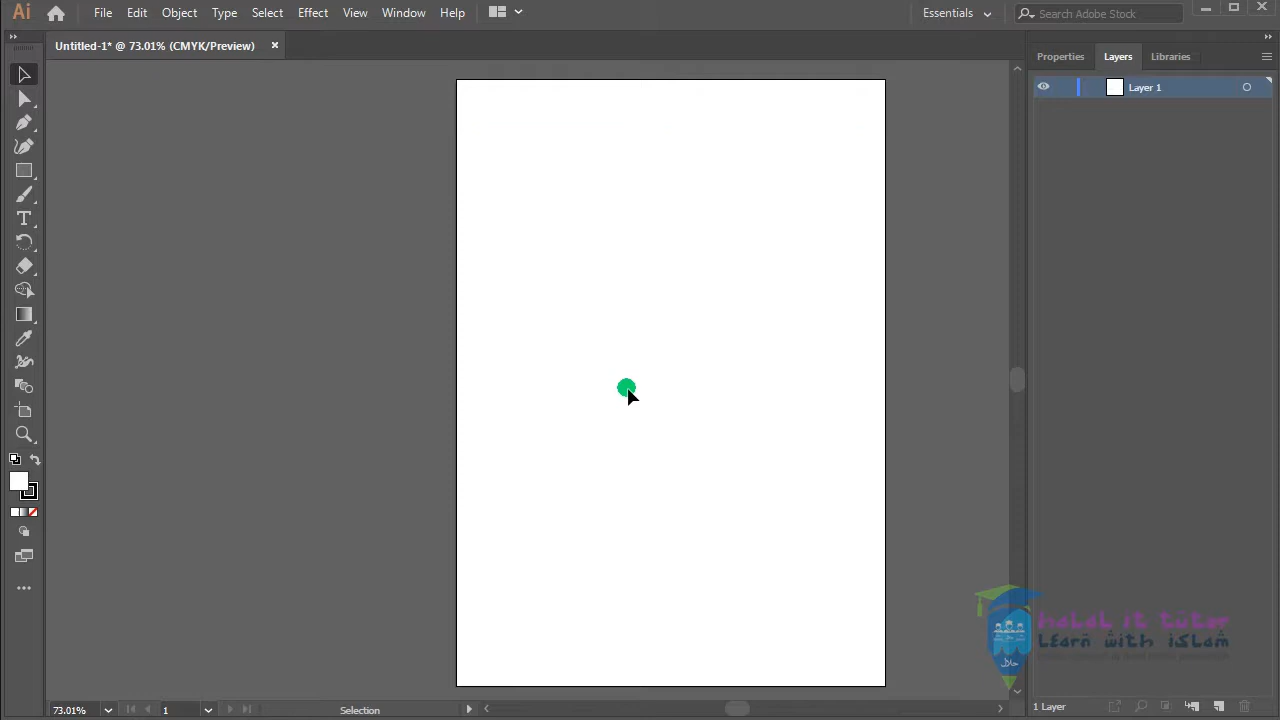 Ai File Edit Object Type Select Effect View Window Help Essentials Search Adobe Stock
Untitled-1* @ 73.01% (CMYK/Preview)
Properties Layers Libraries
Layer 1
halal it tutor
Learn with islam
حلال
73.01% 1 Selection 1 Layer